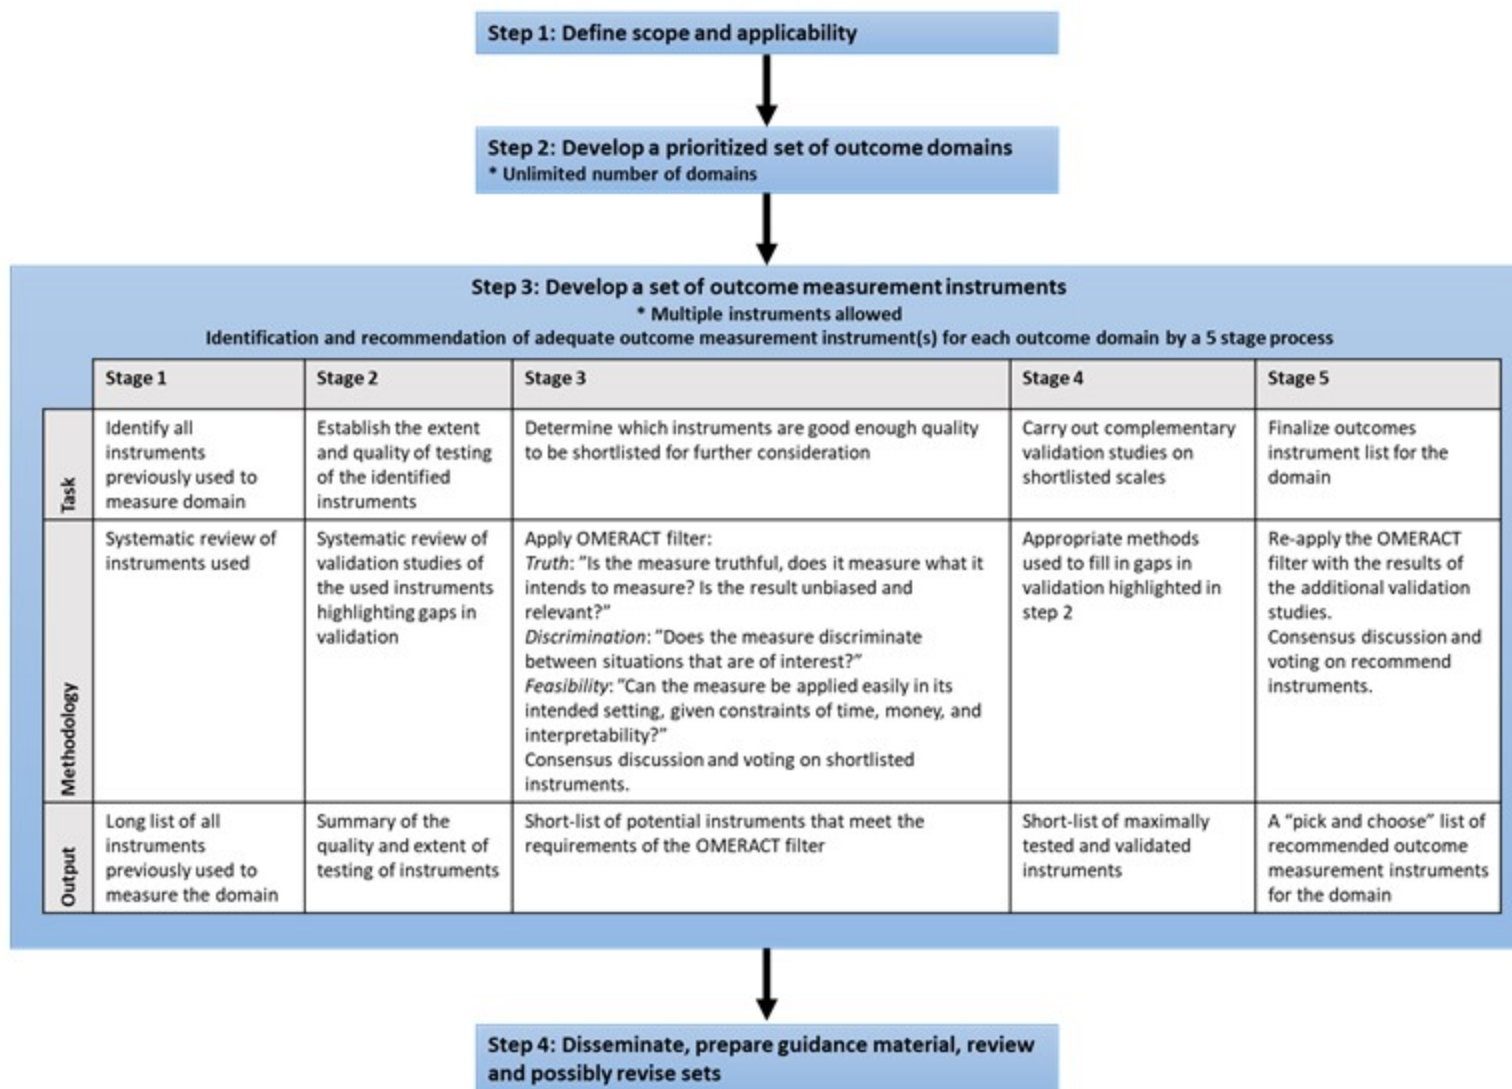 Step 1: Define scope and applicability
Step 2: Develop a prioritized set of outcome domains
* Unlimited number of domains
Step 3: Develop a set of outcome measurement instruments
* Multiple instruments allowed
Identification and recommendation of adequate outcome measurement instrument(s) for each outcome domain by a 5 stage process
Stage 1
Stage 2
Stage 3
Stage 4
Stage 5
Task
Identify all
instruments
previously used to
measure domain
Establish the extent
and quality of testing
of the identified
instruments
Determine which instruments are good enough quality
to be shortlisted for further consideration
Carry out complementary
validation studies on
shortlisted scales
Finalize outcomes
instrument list for the
domain
Methodology
Systematic review of
instruments used
Systematic review of
validation studies of
the used instruments
highlighting gaps in
validation
Apply OMERACT filter:
Truth: "Is the measure truthful, does it measure what it
intends to measure? Is the result unbiased and
relevant?"
Discrimination: "Does the measure discriminate
between situations that are of interest?"
Feasibility: "Can the measure be applied easily in its
intended setting, given constraints of time, money, and
interpretability?"
Consensus discussion and voting on shortlisted
instruments.
Appropriate methods
used to fill in gaps in
validation highlighted in
step 2
Re-apply the OMERACT
filter with the results of
the additional validation
studies.
Consensus discussion and
voting on recommend
instruments.
Output
Long list of all
instruments
previously used to
measure the domain
Summary of the
quality and extent of
testing of instruments
Short-list of potential instruments that meet the
requirements of the OMERACT filter
Short-list of maximally
tested and validated
instruments
A "pick and choose" list of
recommended outcome
measurement instruments
for the domain
Step 4: Disseminate, prepare guidance material, review
and possibly revise sets